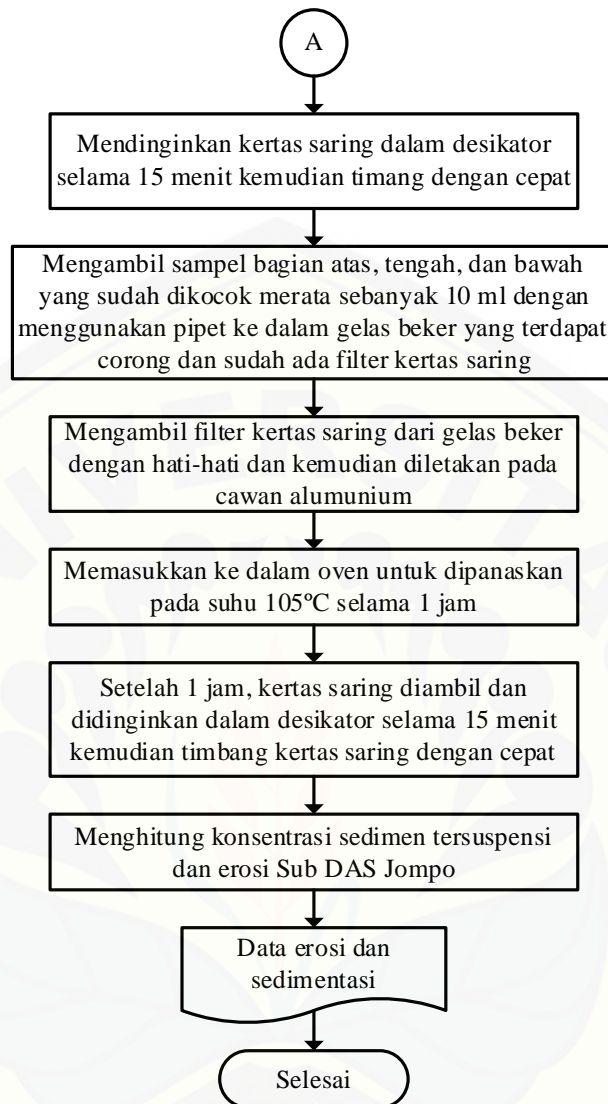 A
Mendinginkan kertas saring dalam desikator
selama 15 menit kemudian timang dengan cepat
Mengambil sampel bagian atas, tengah, dan bawah
yang sudah dikocok merata sebanyak 10 ml dengan
menggunakan pipet ke dalam gelas beker yang terdapat
corong dan sudah ada filter kertas saring
Mengambil filter kertas saring dari gelas beker
dengan hati-hati dan kemudian diletakan pada
cawan alumunium
Memasukkan ke dalam oven untuk dipanaskan
pada suhu 105ºC selama 1 jam
Setelah 1 jam, kertas saring diambil dan
didinginkan dalam desikator selama 15 menit
kemudian timbang kertas saring dengan cepat
Menghitung konsentrasi sedimen tersuspensi
dan erosi Sub DAS Jompo
Data erosi dan
sedimentasi
Selesai